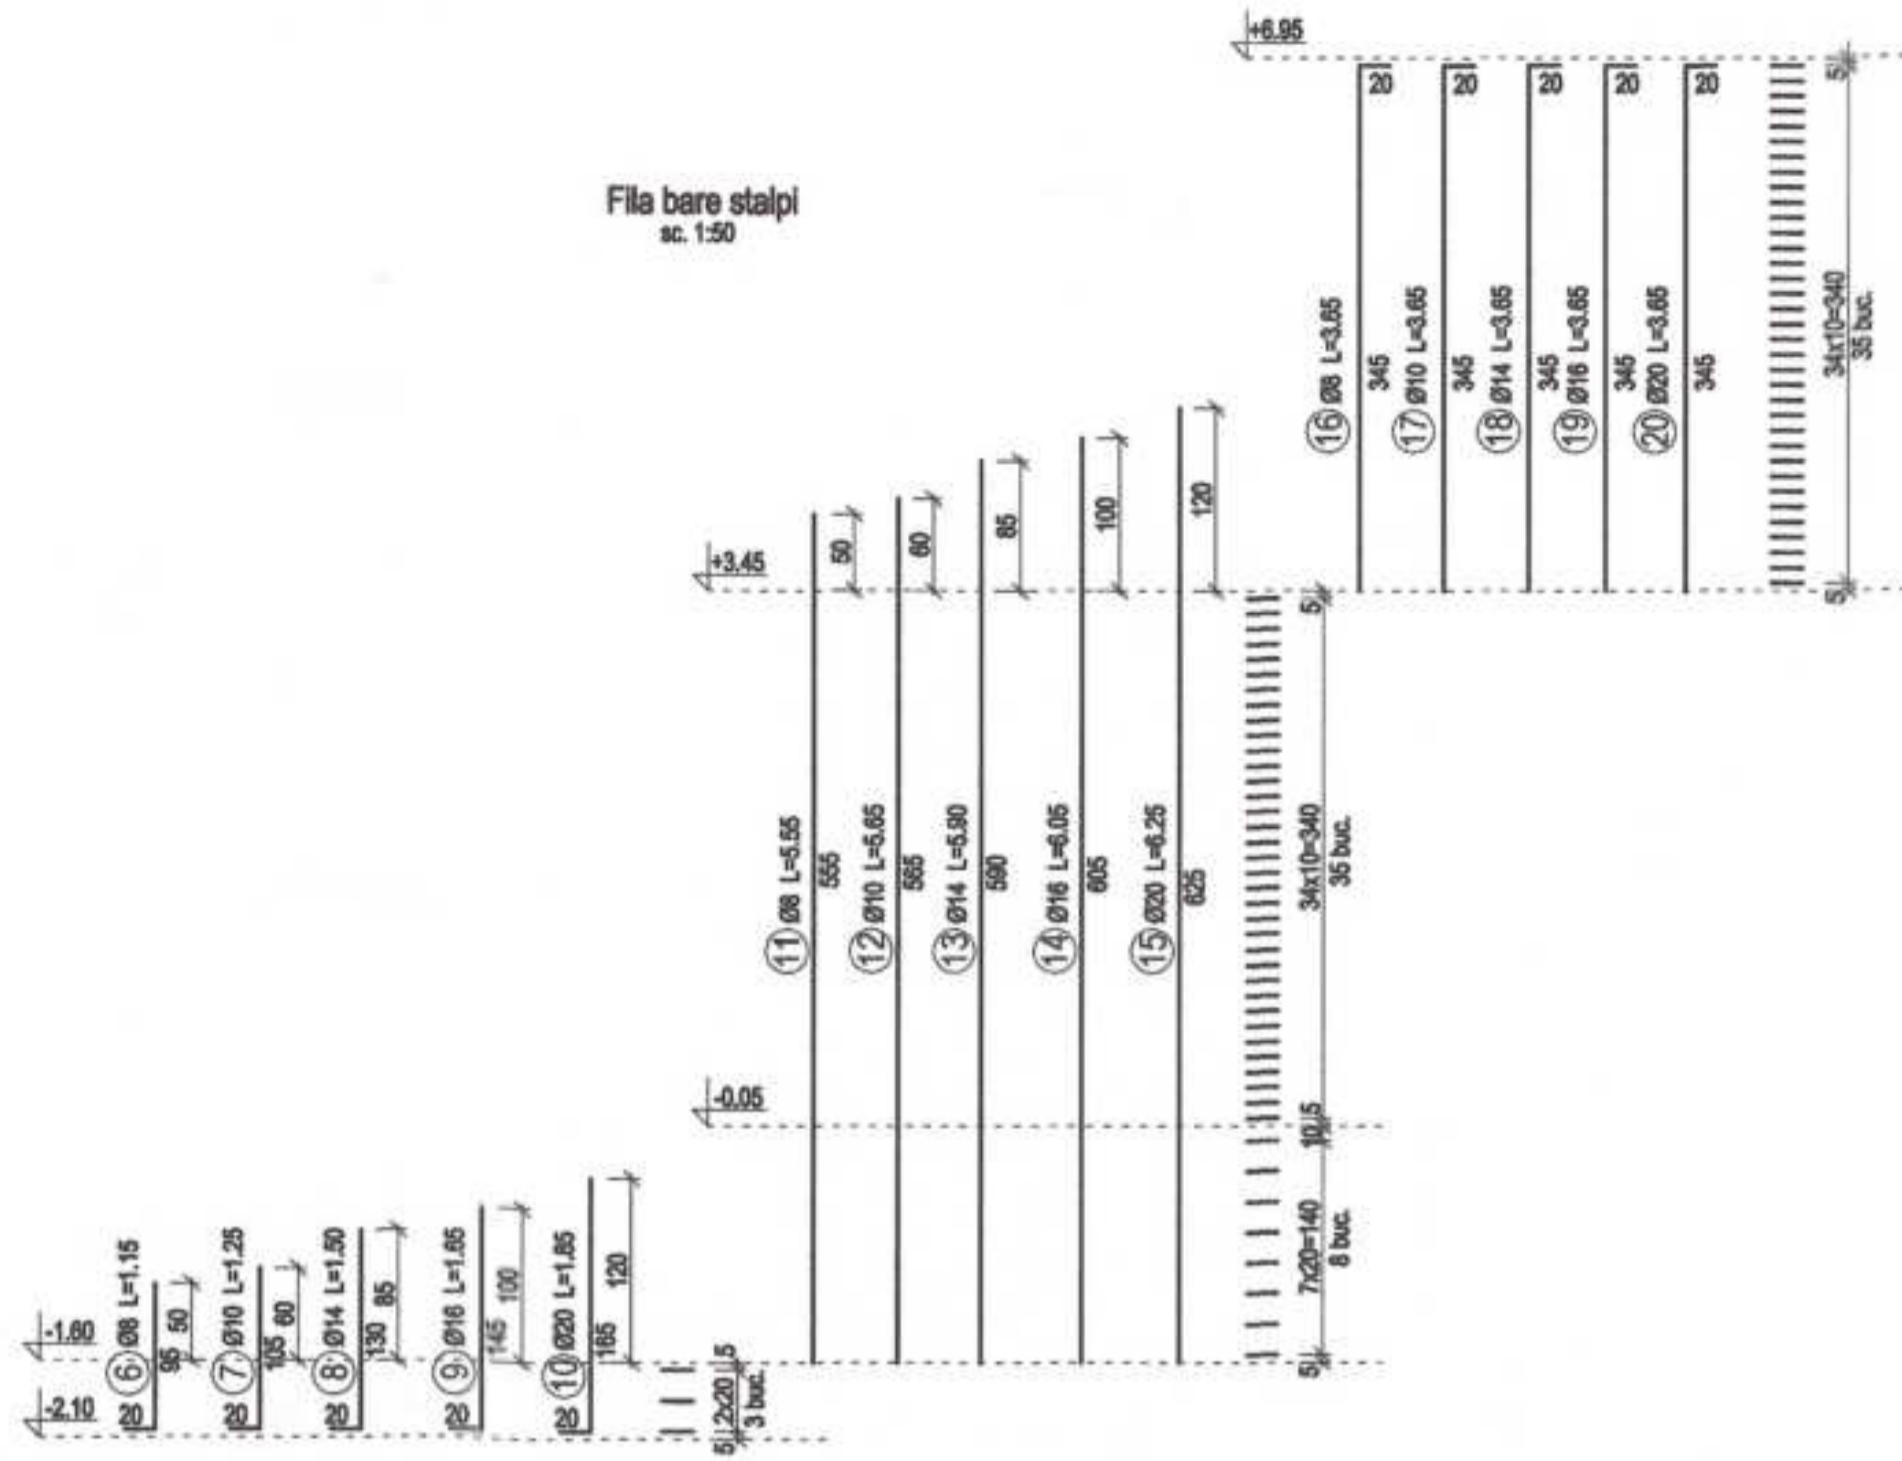 Fila bare stalpi
sc. 1:50
+6.95
20
20
20
20
20
5
16 Ø8 L=3.65
345
17 Ø10 L=3.65
345
18 Ø14 L=3.65
345
19 Ø16 L=3.65
345
20 Ø20 L=3.65
345
34x10=340
35 buc.
5
+3.45
50
60
85
100
120
5
11 Ø8 L=5.55
555
12 Ø10 L=5.65
565
13 Ø14 L=5.90
590
14 Ø16 L=6.05
605
15 Ø20 L=6.25
625
34x10=340
35 buc.
-0.05
5
10
7x20=140
8 buc.
5
-1.60
-2.10
6 Ø8 L=1.15
95
50
20
7 Ø10 L=1.25
105
60
20
8 Ø14 L=1.50
130
85
20
9 Ø16 L=1.65
145
100
20
10 Ø20 L=1.85
165
120
20
5
2x20
3 buc.
5